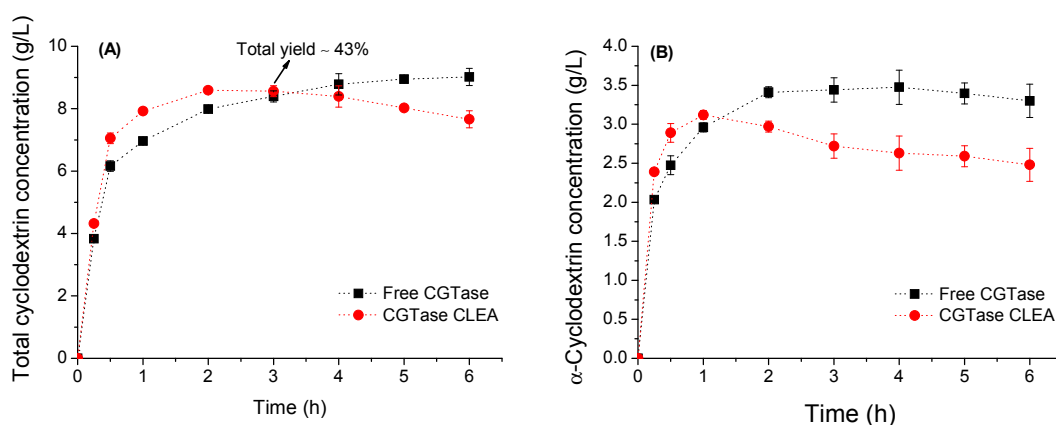 (A)
Total yield ~ 43%
Total cyclodextrin concentration (g/L)
10
8
6
4
2
0
Free CGTase
CGTase CLEA
0 1 2 3 4 5 6
Time (h)
(B)
α-Cyclodextrin concentration (g/L)
4.0
3.5
3.0
2.5
2.0
1.5
1.0
0.5
0.0
Free CGTase
CGTase CLEA
0 1 2 3 4 5 6
Time (h)